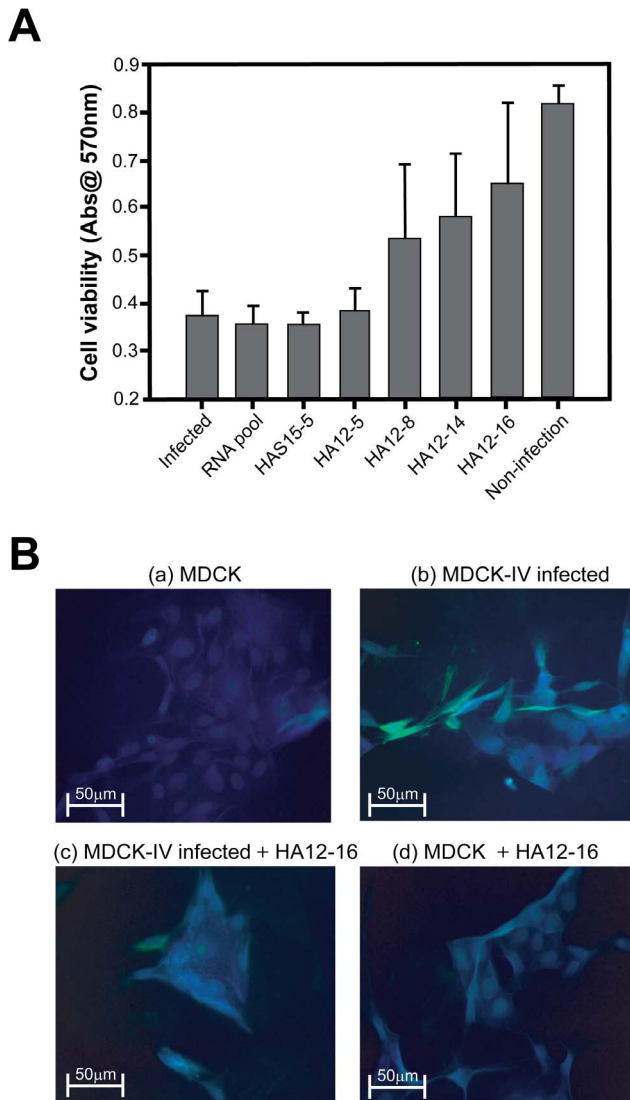 A
Cell viability (Abs@ 570nm)
0.9
0.8
0.7
0.6
0.5
0.4
0.3
0.2
Infected
RNA pool
HAS15-5
HA12-5
HA12-8
HA12-14
HA12-16
Non-infection
B
(a) MDCK
(b) MDCK-IV infected
50μm
50μm
(c) MDCK-IV infected + HA12-16
(d) MDCK + HA12-16
50μm
50μm